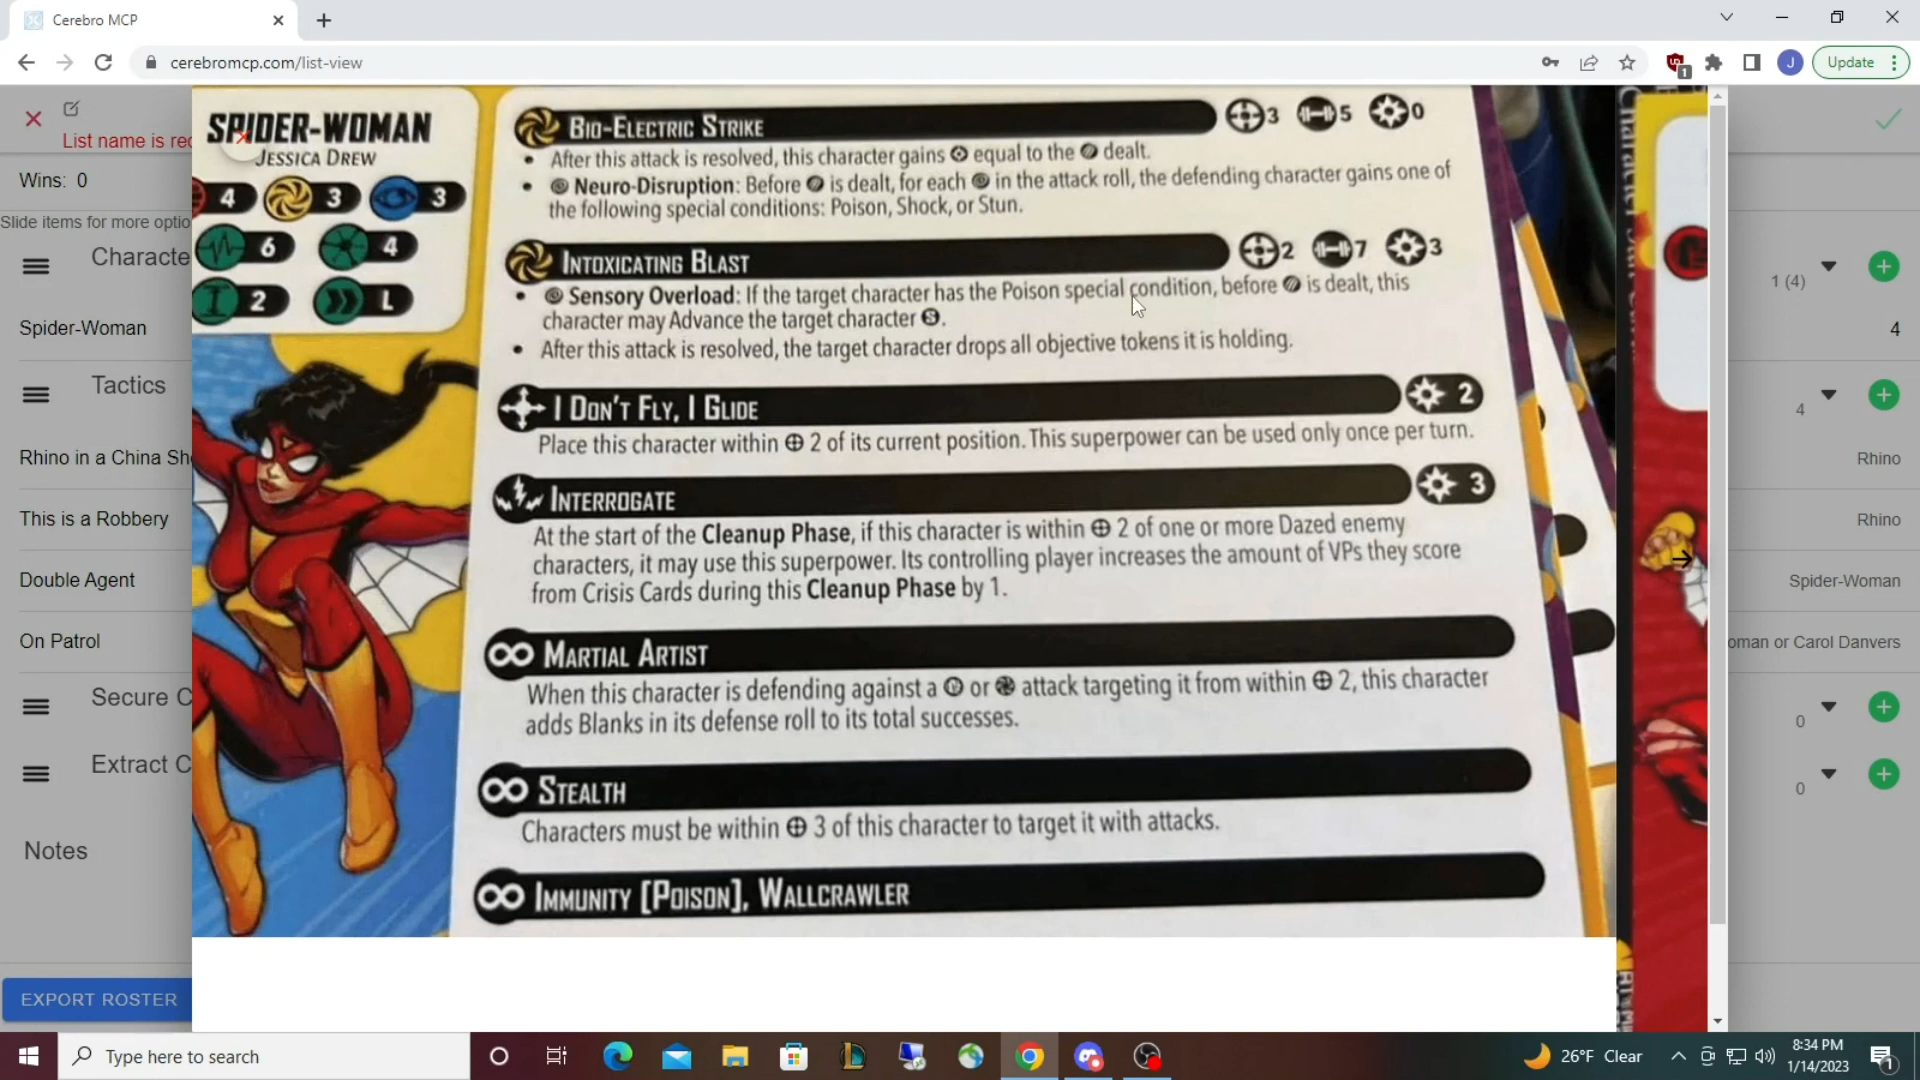 Cerebro MCP
cerebromcp.com/list-view
1
J
Update
List name is rec
Wins: 0
Slide items for more optio
Characte
1 (4)
Spider-Woman
4
Tactics
4
Rhino in a China Sh
Rhino
This is a Robbery
Rhino
Double Agent
Spider-Woman
On Patrol
oman or Carol Danvers
Secure C
0
Extract C
0
Notes
EXPORT ROSTER
SPIDER-WOMAN
JESSICA DREW
4 3 3
6 4
2 L
BIO-ELECTRIC STRIKE 3 5 0
• After this attack is resolved, this character gains equal to the dealt.
• Neuro-Disruption: Before is dealt, for each in the attack roll, the defending character gains one of
the following special conditions: Poison, Shock, or Stun.
INTOXICATING BLAST 2 7 3
• Sensory Overload: If the target character has the Poison special condition, before is dealt, this
character may Advance the target character S.
• After this attack is resolved, the target character drops all objective tokens it is holding.
I DON'T FLY, I GLIDE 2
Place this character within 2 of its current position. This superpower can be used only once per turn.
INTERROGATE 3
At the start of the Cleanup Phase, if this character is within 2 of one or more Dazed enemy
characters, it may use this superpower. Its controlling player increases the amount of VPs they score
from Crisis Cards during this Cleanup Phase by 1.
MARTIAL ARTIST
When this character is defending against a or attack targeting it from within 2, this character
adds Blanks in its defense roll to its total successes.
STEALTH
Characters must be within 3 of this character to target it with attacks.
IMMUNITY [POISON], WALLCRAWLER
Type here to search
26°F Clear
8:34 PM
1/14/2023
1